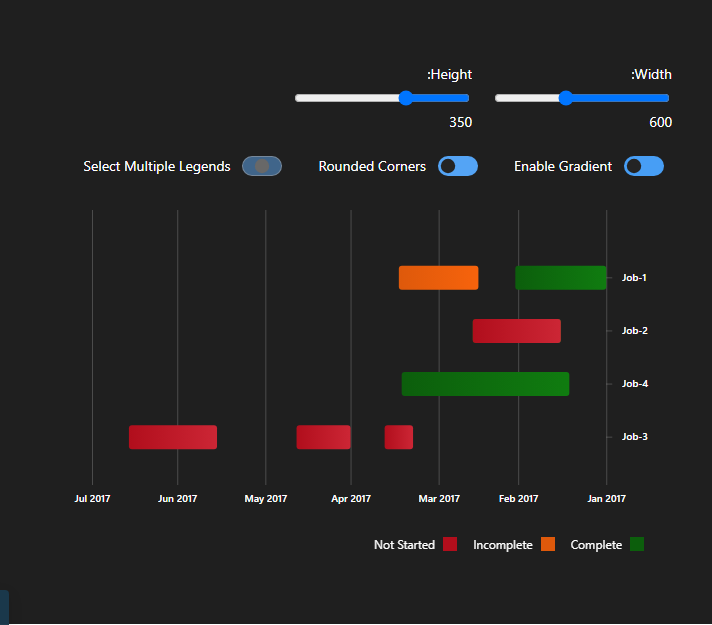 :Height
:Width
350
600
Select Multiple Legends
Rounded Corners
Enable Gradient
Job-1
Job-2
Job-4
Job-3
Jul 2017
Jun 2017
May 2017
Apr 2017
Mar 2017
Feb 2017
Jan 2017
Not Started
Incomplete
Complete